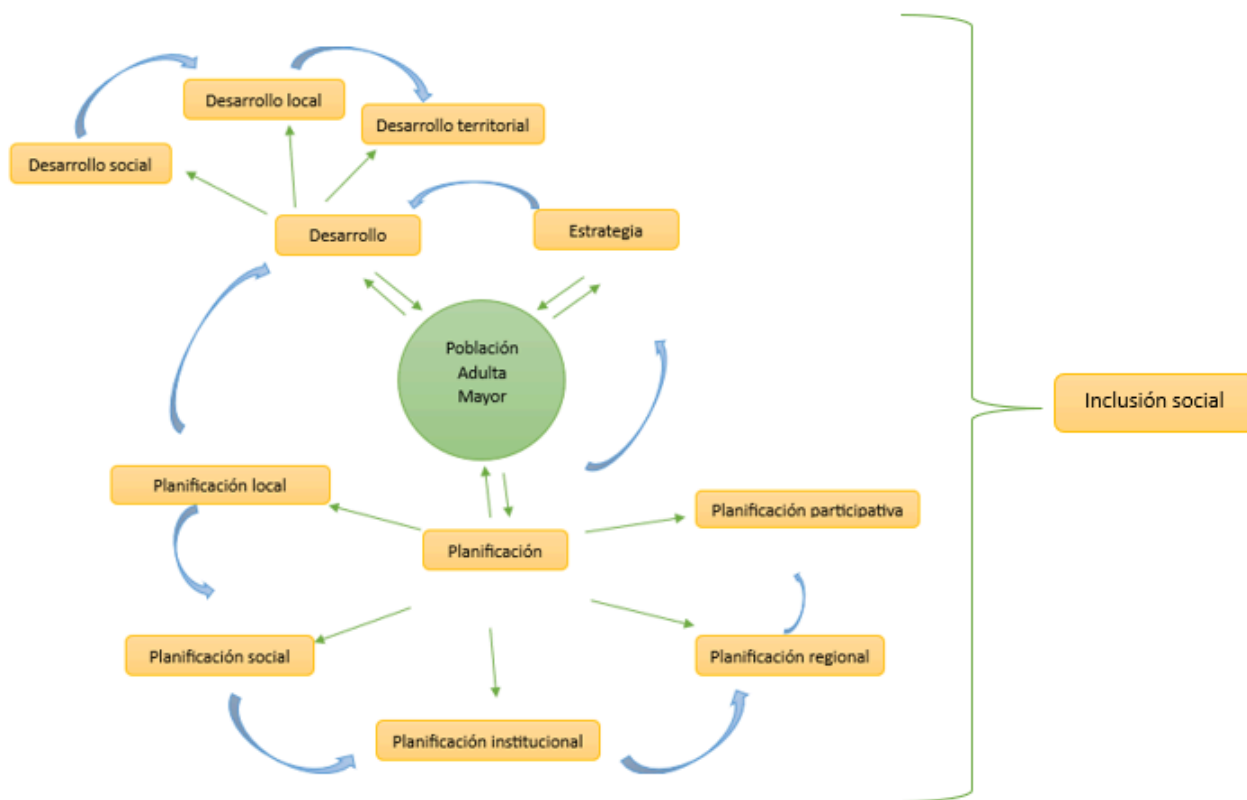 Desarrollo local
Desarrollo territorial
Desarrollo social
Desarrollo
Estrategia
Población
Adulta
Mayor
Inclusión social
Planificación local
Planificación participativa
Planificación
Planificación social
Planificación regional
Planificación institucional